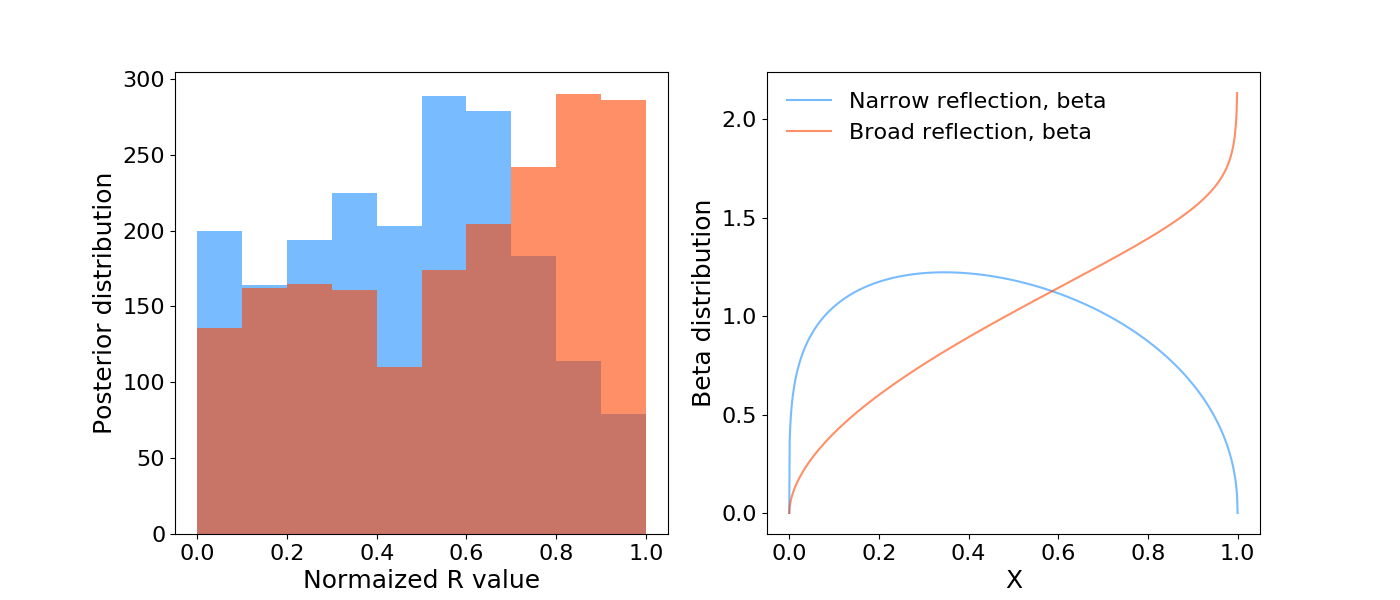 300
250
200
150
100
50
0
Posterior distribution
0.0 0.2 0.4 0.6 0.8 1.0
Normaized R value
Narrow reflection, beta
Broad reflection, beta
2.0
1.5
1.0
0.5
0.0
Beta distribution
0.0 0.2 0.4 0.6 0.8 1.0
X